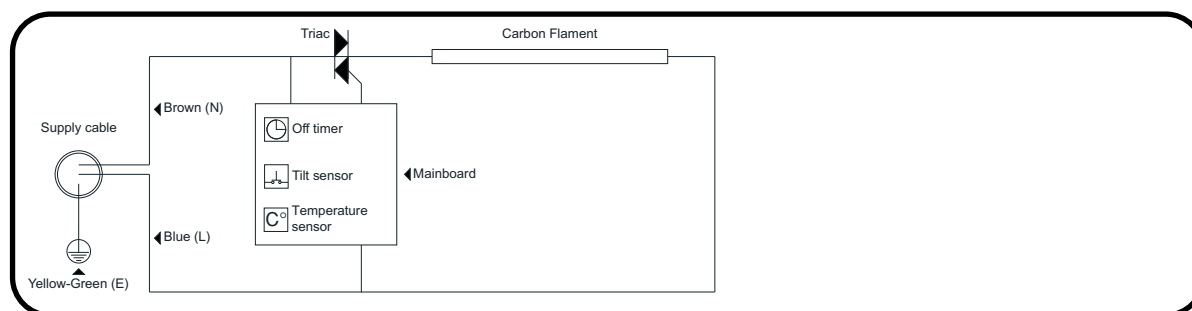 Triac
Carbon Flament
Brown (N)
Supply cable
Off timer
Tilt sensor
Mainboard
C°
Temperature
sensor
Blue (L)
Yellow-Green (E)